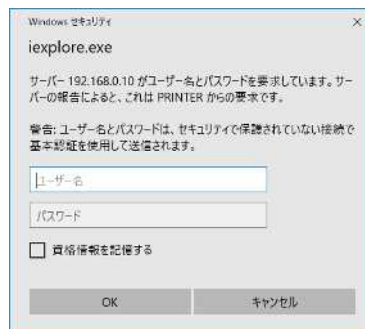 Windows セキュリティ
iexplore.exe
サーバー 192.168.0.10 がユーザー名とパスワードを要求しています。サー
バーの報告によると、これは PRINTER からの要求です。
警告: ユーザー名とパスワードは、セキュリティで保護されていない接続で
基本認証を使用して送信されます。
ユーザー名
パスワード
資格情報を記憶する
OK キャンセル